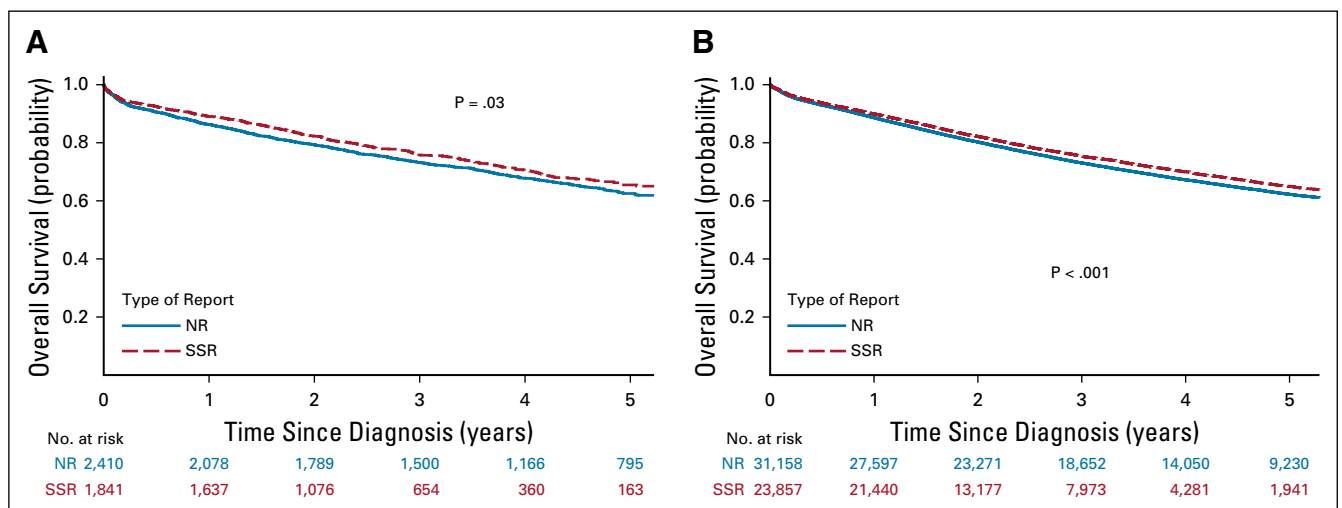 A
Overall Survival (probability)
1.0
0.8
0.6
0.4
0.2
P = .03
Type of Report
NR
SSR
0 1 2 3 4 5
Time Since Diagnosis (years)
No. at risk
NR 2,410 2,078 1,789 1,500 1,166 795
SSR 1,841 1,637 1,076 654 360 163
B
Overall Survival (probability)
1.0
0.8
0.6
0.4
0.2
P < .001
Type of Report
NR
SSR
0 1 2 3 4 5
Time Since Diagnosis (years)
No. at risk
NR 31,158 27,597 23,271 18,652 14,050 9,230
SSR 23,857 21,440 13,177 7,973 4,281 1,941